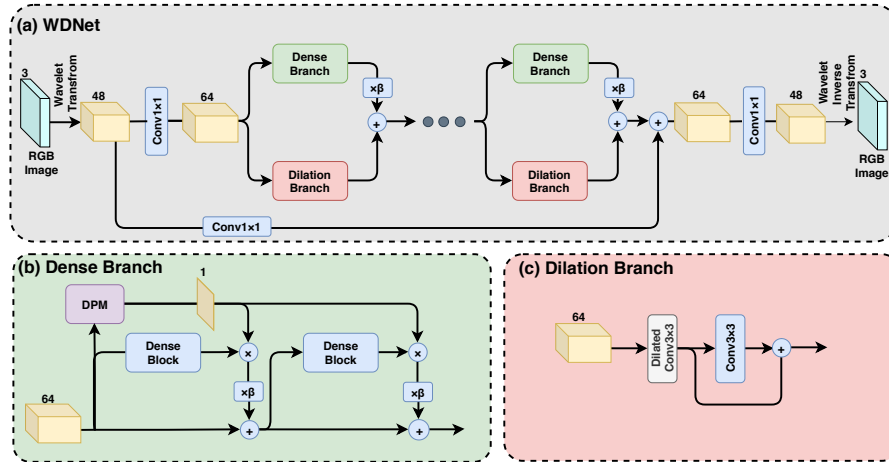 (a) WDNet
3
Wavelet
Transfrom
RGB
Image
48
Conv1×1
64
Dense
Branch
×β
+
Dilation
Branch
Dense
Branch
×β
+
+
Dilation
Branch
64
Conv1×1
48
Wavelet
Inverse
Transfrom
3
RGB
Image
Conv1×1
(b) Dense Branch
DPM
1
Dense
Block
×
Dense
Block
×
×β
×β
64
+
+
(c) Dilation Branch
64
Dilated
Conv3×3
Conv3×3
+